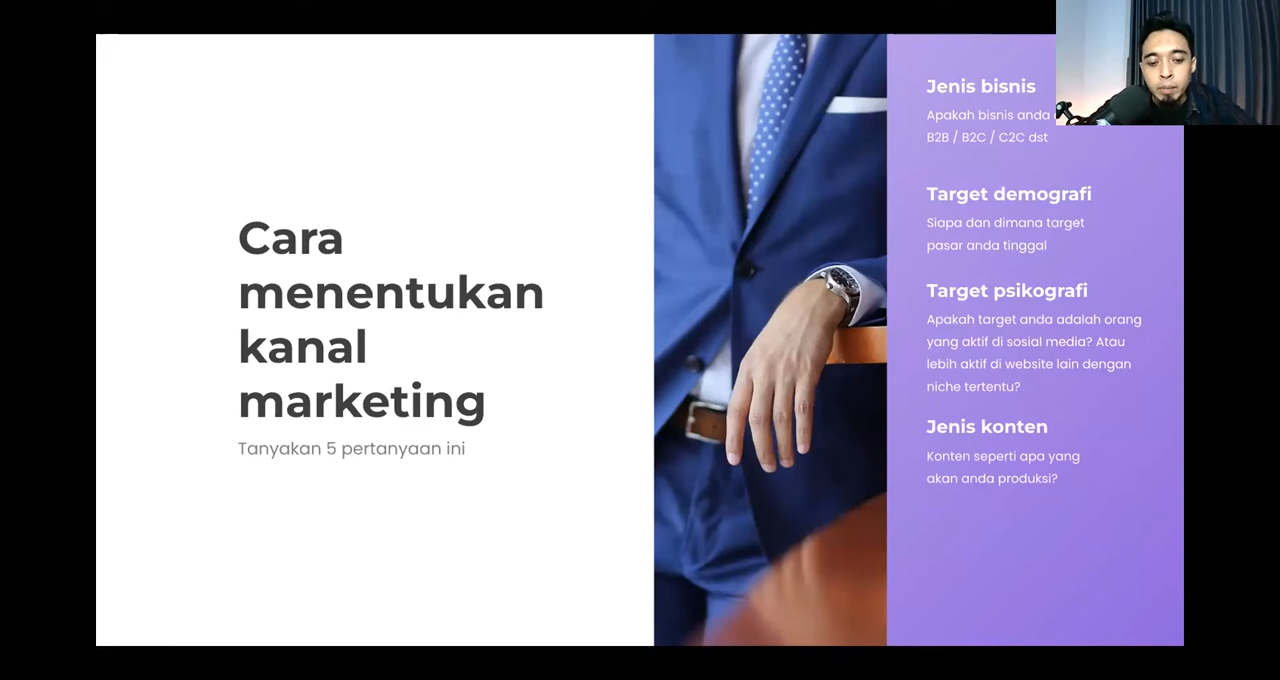 Cara
menentukan
kanal
marketing
Tanyakan 5 pertanyaan ini
Jenis bisnis
Apakah bisnis anda
B2B / B2C / C2C dst
Target demografi
Siapa dan dimana target
pasar anda tinggal
Target psikografi
Apakah target anda adalah orang
yang aktif di sosial media? Atau
lebih aktif di website lain dengan
niche tertentu?
Jenis konten
Konten seperti apa yang
akan anda produksi?